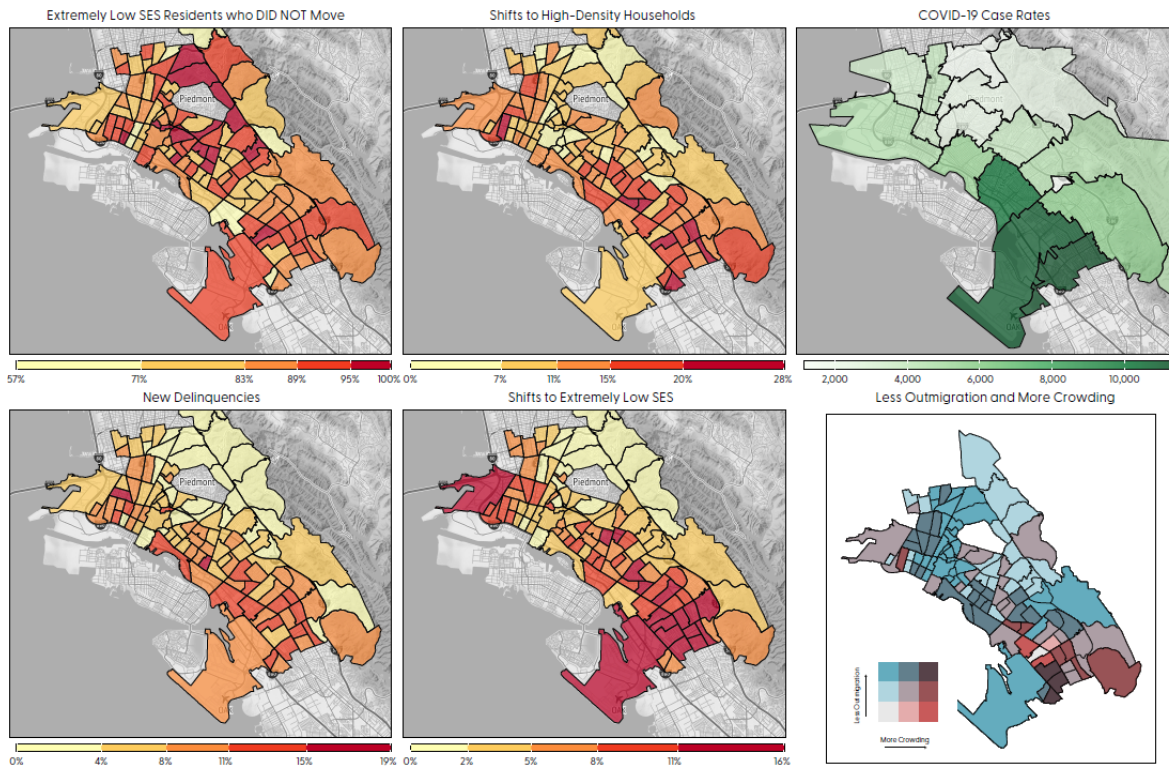 Extremely Low SES Residents who DID NOT Move
Shifts to High-Density Households
COVID-19 Case Rates
Piedmont
Piedmont
Piedmont
OAK
OAK
57% 71% 83% 89% 95% 100%
0% 7% 11% 15% 20% 28%
2,000 4,000 6,000 8,000 10,000
New Delinquencies
Shifts to Extremely Low SES
Less Outmigration and More Crowding
Piedmont
Piedmont
OAK
Less Outmigration
More Crowding
0% 4% 8% 11% 15% 19%
0% 2% 5% 8% 11% 16%